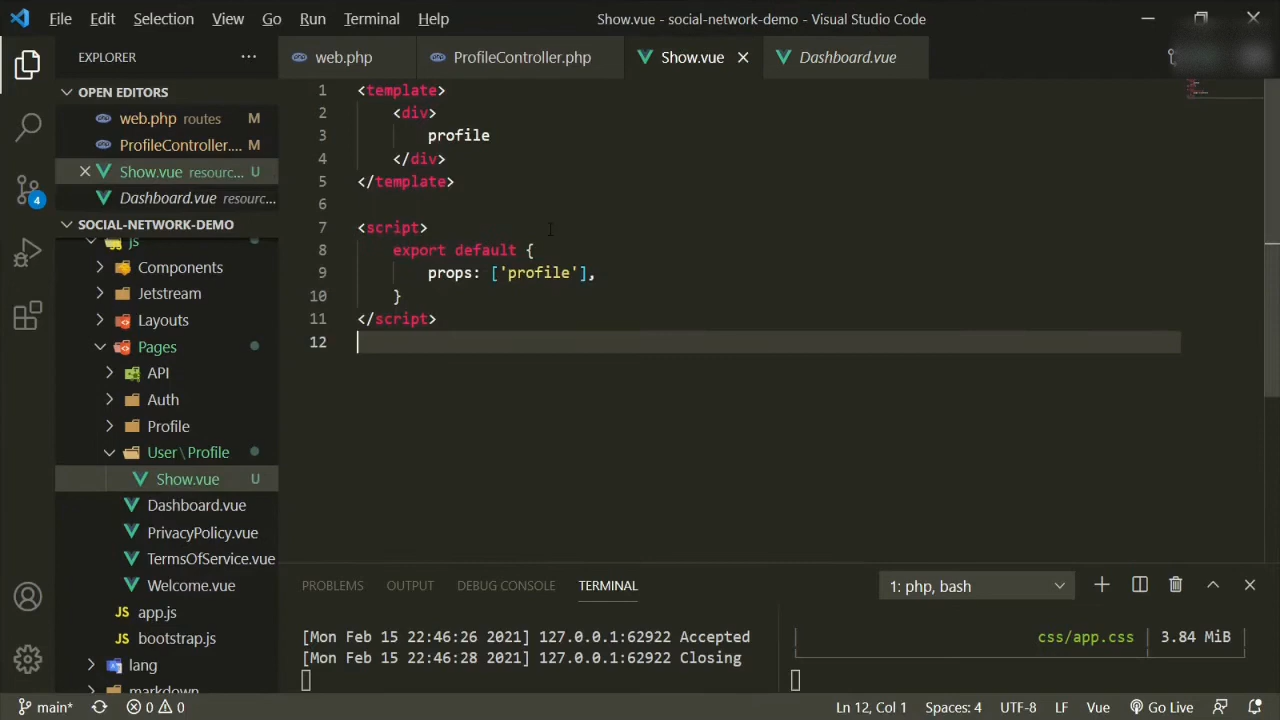 File Edit Selection View Go Run Terminal Help Show.vue - social-network-demo - Visual Studio Code
EXPLORER
web.php ProfileController.php Show.vue Dashboard.vue
OPEN EDITORS
web.php routes M
ProfileController.... M
Show.vue resourc... U
Dashboard.vue resourc...
SOCIAL-NETWORK-DEMO
js
Components
Jetstream
Layouts
Pages
API
Auth
Profile
User\Profile
Show.vue U
Dashboard.vue
PrivacyPolicy.vue
TermsOfService.vue
Welcome.vue
JS app.js
JS bootstrap.js
lang
markdown
4
1 <template>
2 <div>
3 profile
4 </div>
5 </template>
6
7 <script>
8 export default {
9 props: ['profile'],
10 }
11 </script>
12
PROBLEMS OUTPUT DEBUG CONSOLE TERMINAL 1: php, bash
[Mon Feb 15 22:46:26 2021] 127.0.0.1:62922 Accepted
[Mon Feb 15 22:46:28 2021] 127.0.0.1:62922 Closing
css/app.css | 3.84 MiB
main* 0 0 Ln 12, Col 1 Spaces: 4 UTF-8 LF Vue Go Live